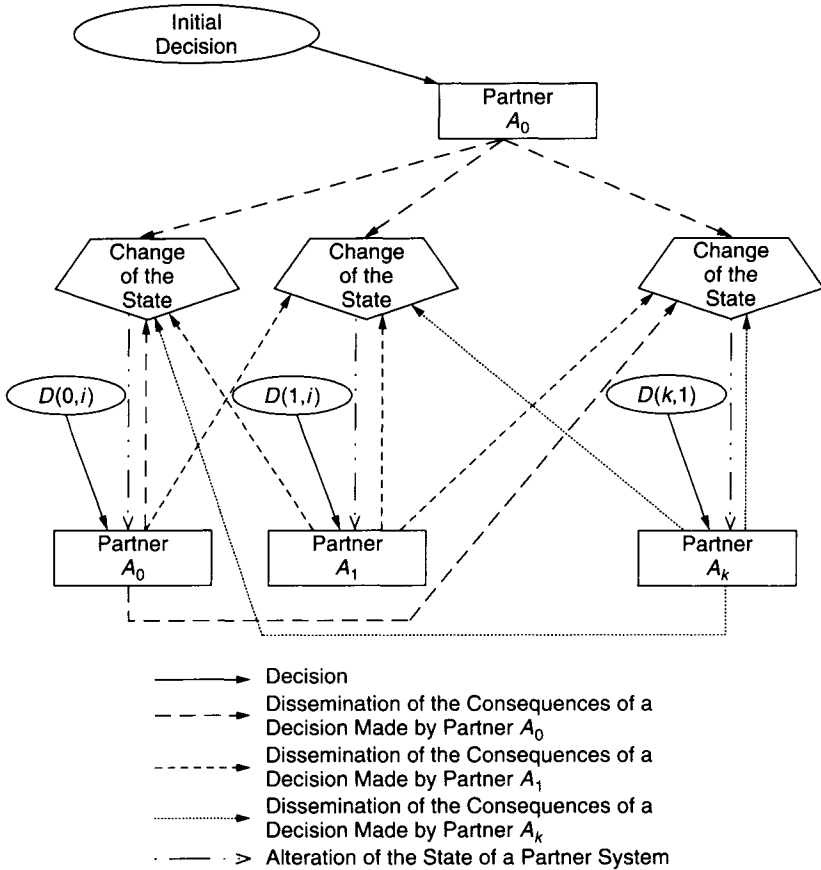 Initial
Decision
Partner
A₀
Change
of the
State
Change
of the
State
Change
of the
State
D(0,i)
D(1,i)
D(k,1)
Partner
A₀
Partner
A₁
Partner
Aₖ
Decision
Dissemination of the Consequences of a
Decision Made by Partner A₀
Dissemination of the Consequences of a
Decision Made by Partner A₁
Dissemination of the Consequences of a
Decision Made by Partner Aₖ
Alteration of the State of a Partner System